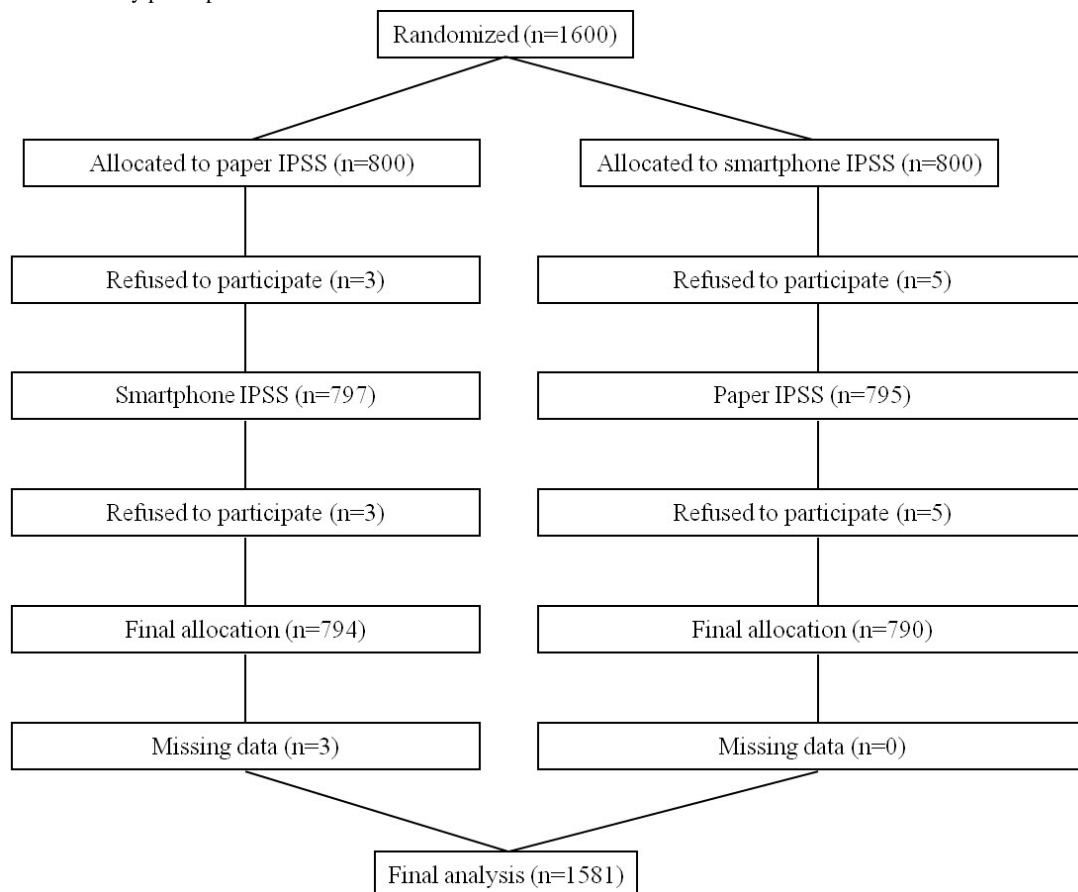 Randomized (n=1600)
Allocated to paper IPSS (n=800)
Allocated to smartphone IPSS (n=800)
Refused to participate (n=3)
Refused to participate (n=5)
Smartphone IPSS (n=797)
Paper IPSS (n=795)
Refused to participate (n=3)
Refused to participate (n=5)
Final allocation (n=794)
Final allocation (n=790)
Missing data (n=3)
Missing data (n=0)
Final analysis (n=1581)